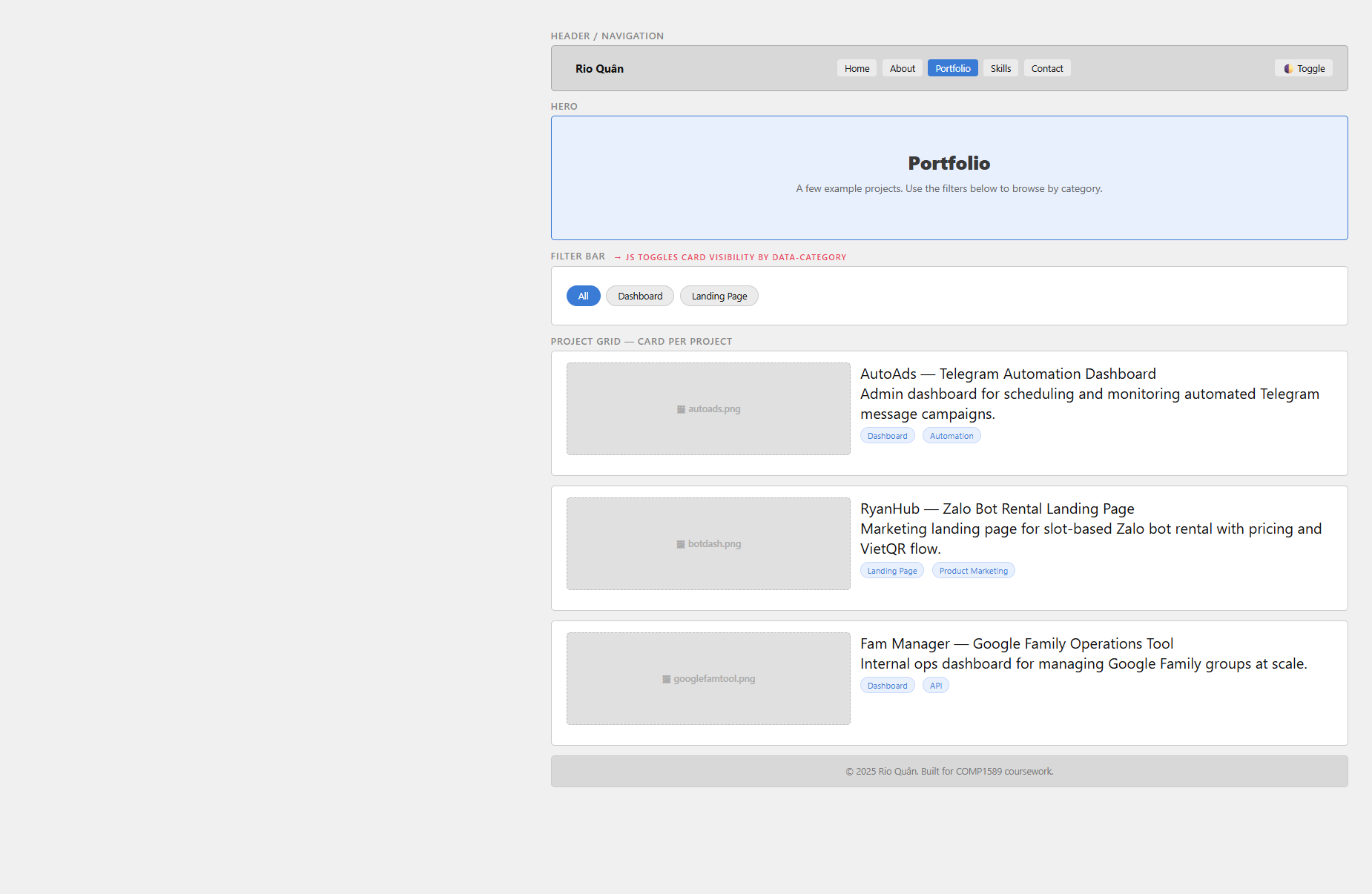 HEADER / NAVIGATION
Rio Quân
Home
About
Portfolio
Skills
Contact
Toggle
HERO
Portfolio
A few example projects. Use the filters below to browse by category.
FILTER BAR → JS TOGGLES CARD VISIBILITY BY DATA-CATEGORY
All
Dashboard
Landing Page
PROJECT GRID — CARD PER PROJECT
autoads.png
AutoAds — Telegram Automation Dashboard
Admin dashboard for scheduling and monitoring automated Telegram
message campaigns.
Dashboard
Automation
botdash.png
RyanHub — Zalo Bot Rental Landing Page
Marketing landing page for slot-based Zalo bot rental with pricing and
VietQR flow.
Landing Page
Product Marketing
googlefamtool.png
Fam Manager — Google Family Operations Tool
Internal ops dashboard for managing Google Family groups at scale.
Dashboard
API
© 2025 Rio Quân. Built for COMP1589 coursework.